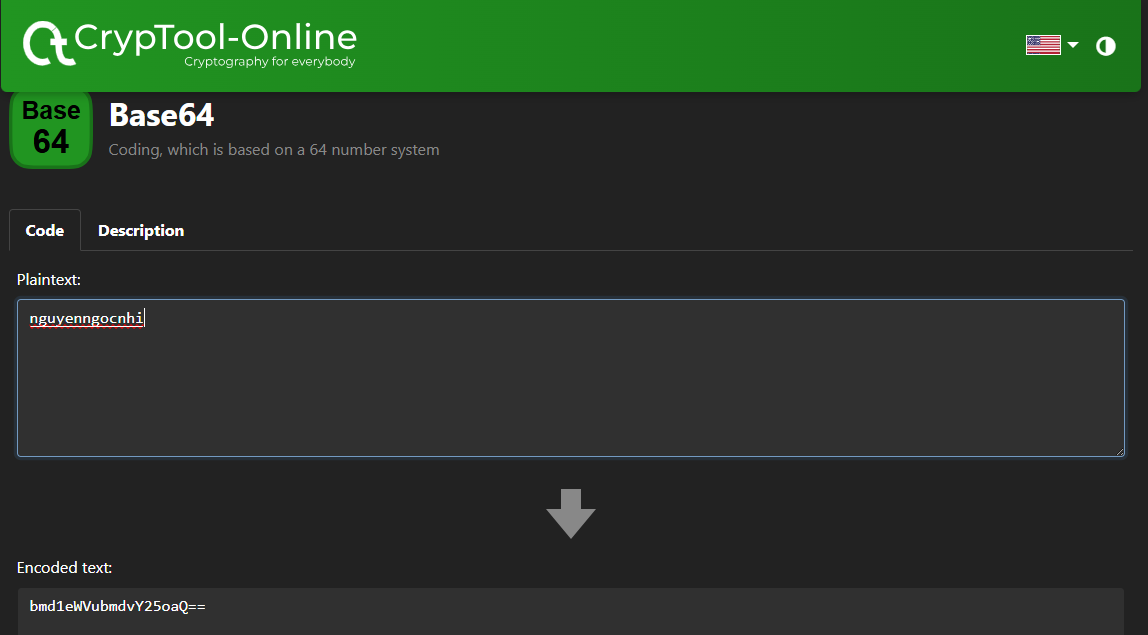 CrypTool-Online
Cryptography for everybody
Base
64
Base64
Coding, which is based on a 64 number system
Code Description
Plaintext:
nguyenngocnhi
Encoded text:
bmd1eWVubmdvY25oaQ==